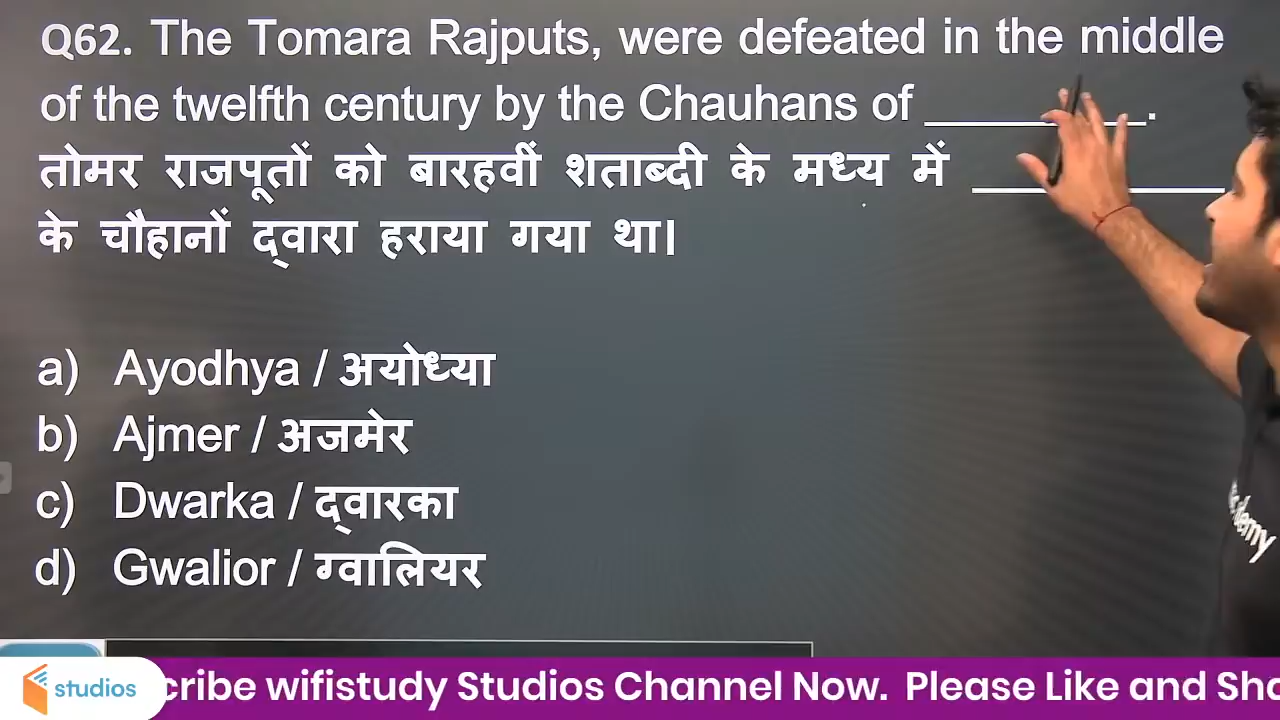 Q62. The Tomara Rajputs, were defeated in the middle
of the twelfth century by the Chauhans of _________.
तोमर राजपूतों को बारहवीं शताब्दी के मध्य में __________
के चौहानों द्वारा हराया गया था।
a) Ayodhya / अयोध्या
b) Ajmer / अजमेर
c) Dwarka / द्वारका
d) Gwalior / ग्वालियर
studios
cribe wifistudy Studios Channel Now. Please Like and Sha